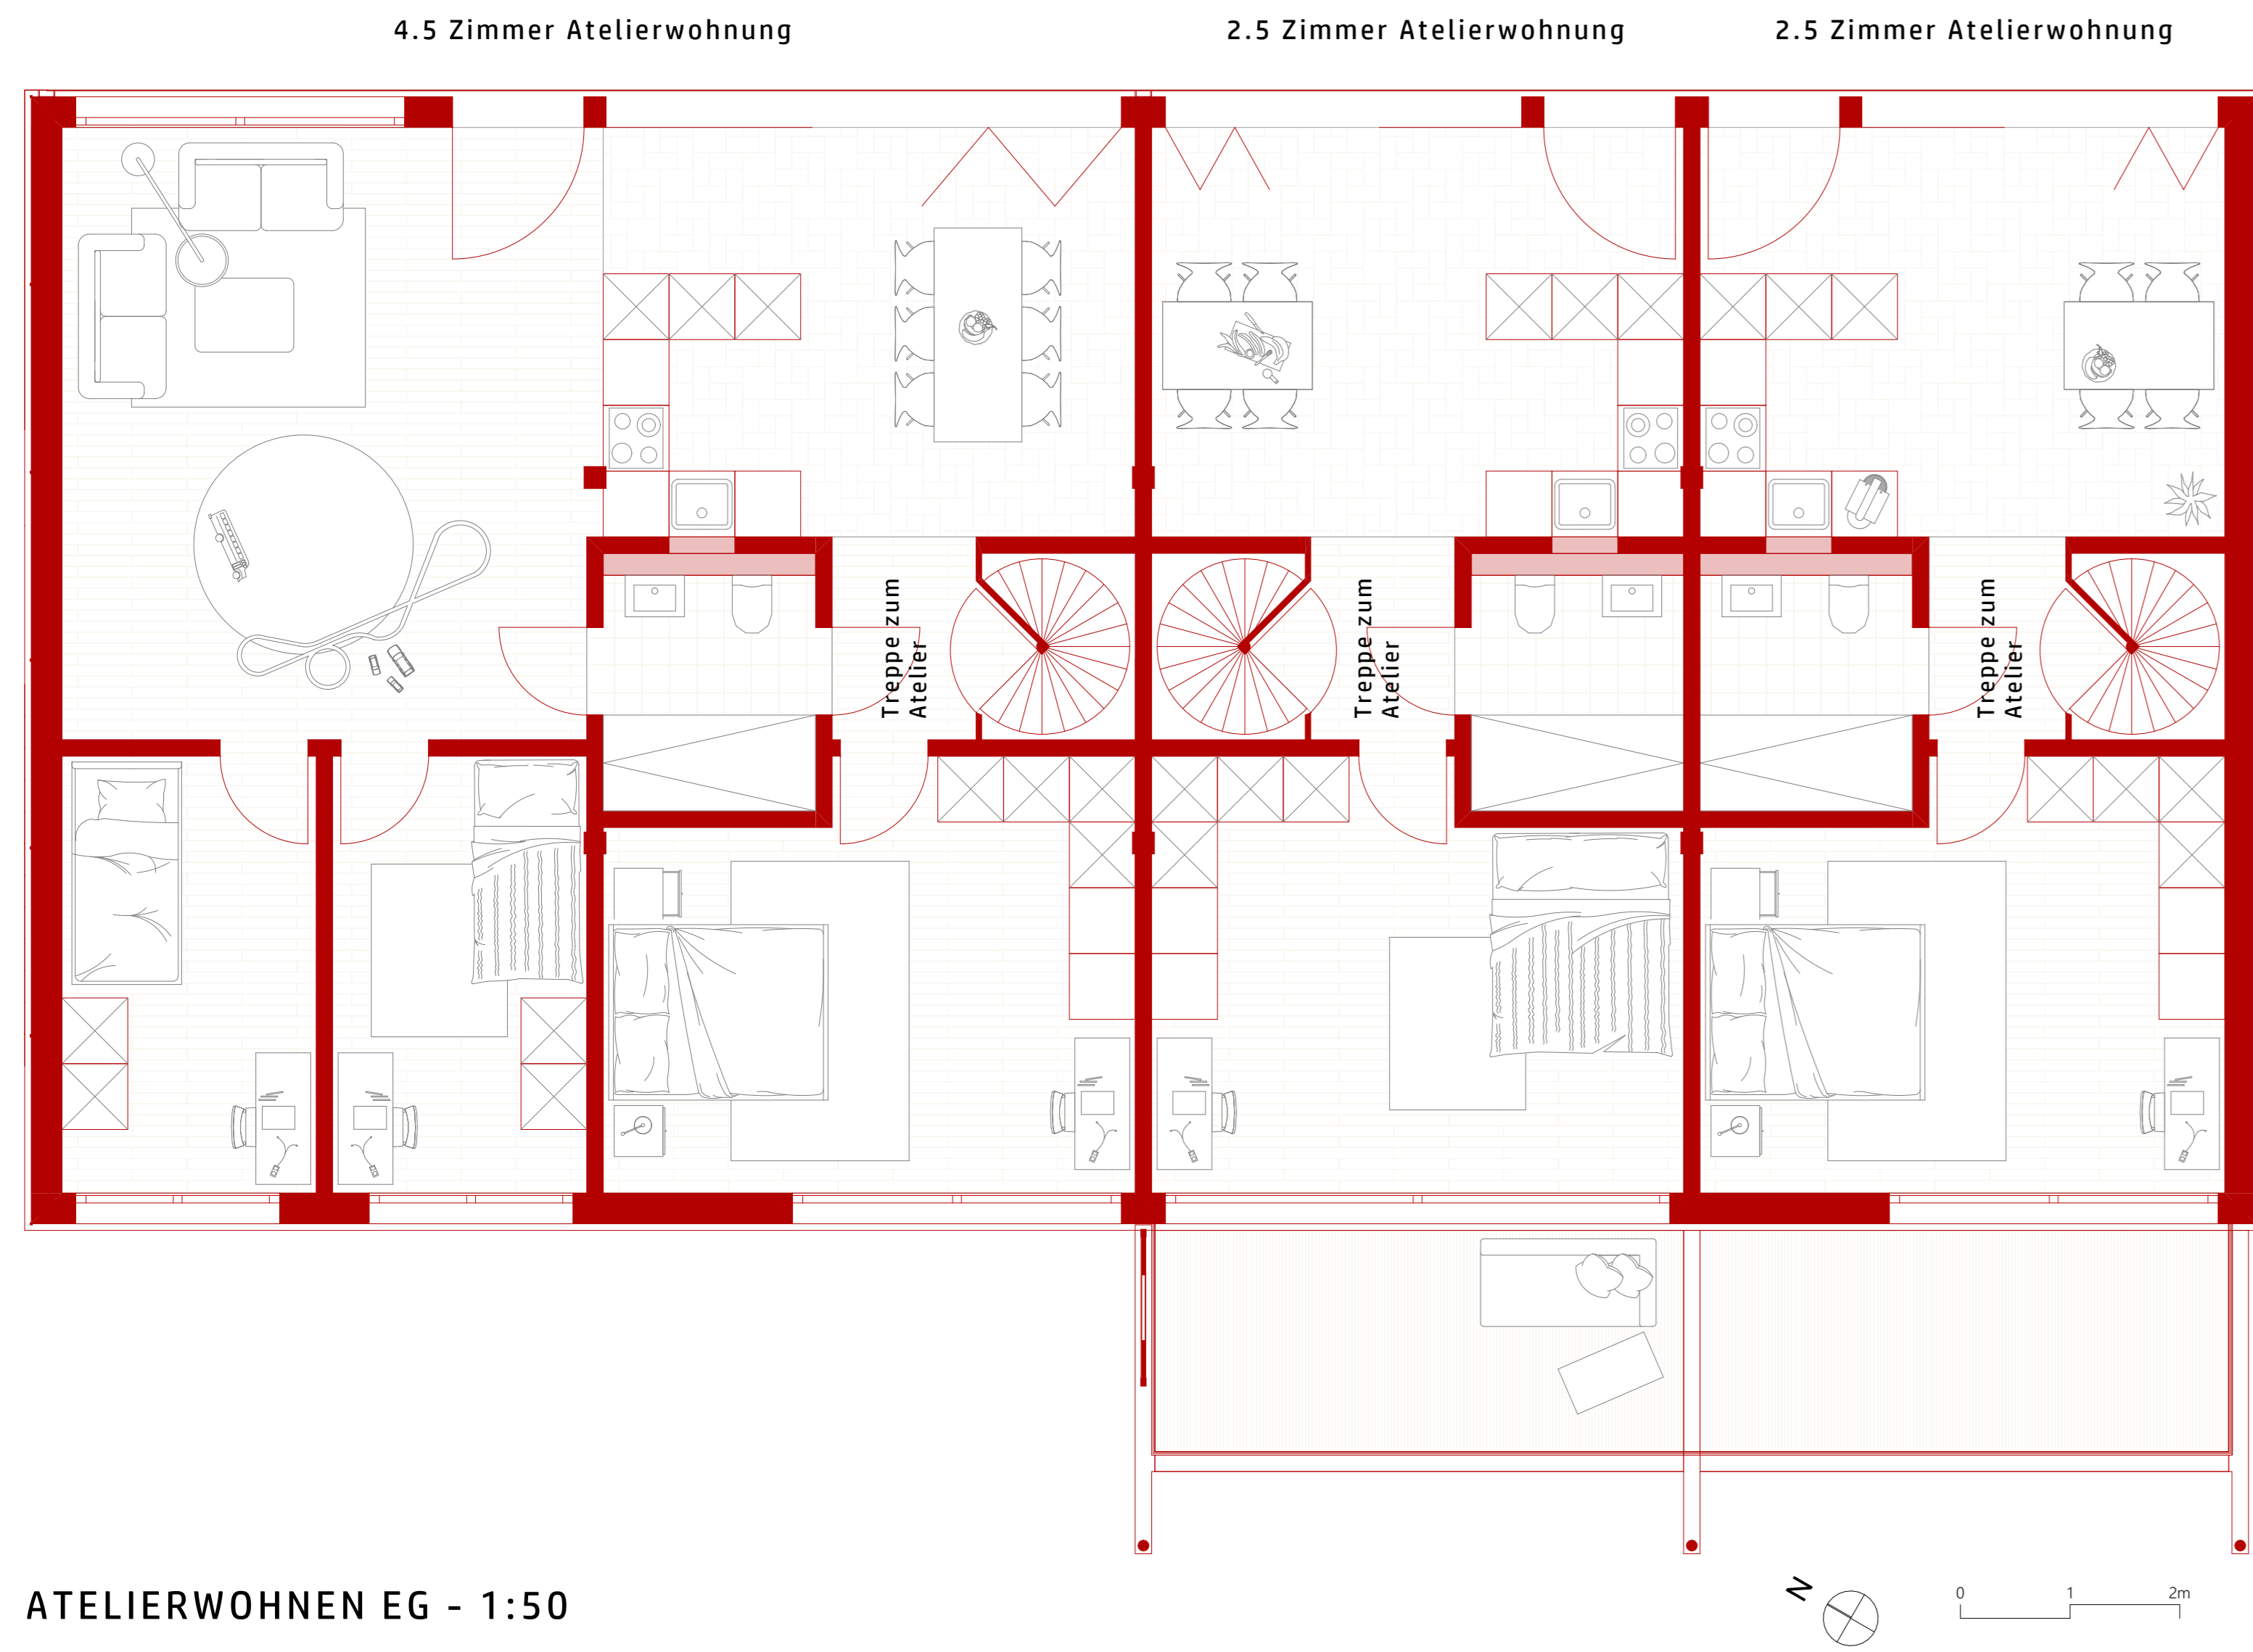 4.5 Zimmer Atelierwohnung
2.5 Zimmer Atelierwohnung
2.5 Zimmer Atelierwohnung
Treppe zum
Atelier
Treppe zum
Atelier
Treppe zum
Atelier
ATELIERWOHNEN EG - 1:50
N
0 1 2m